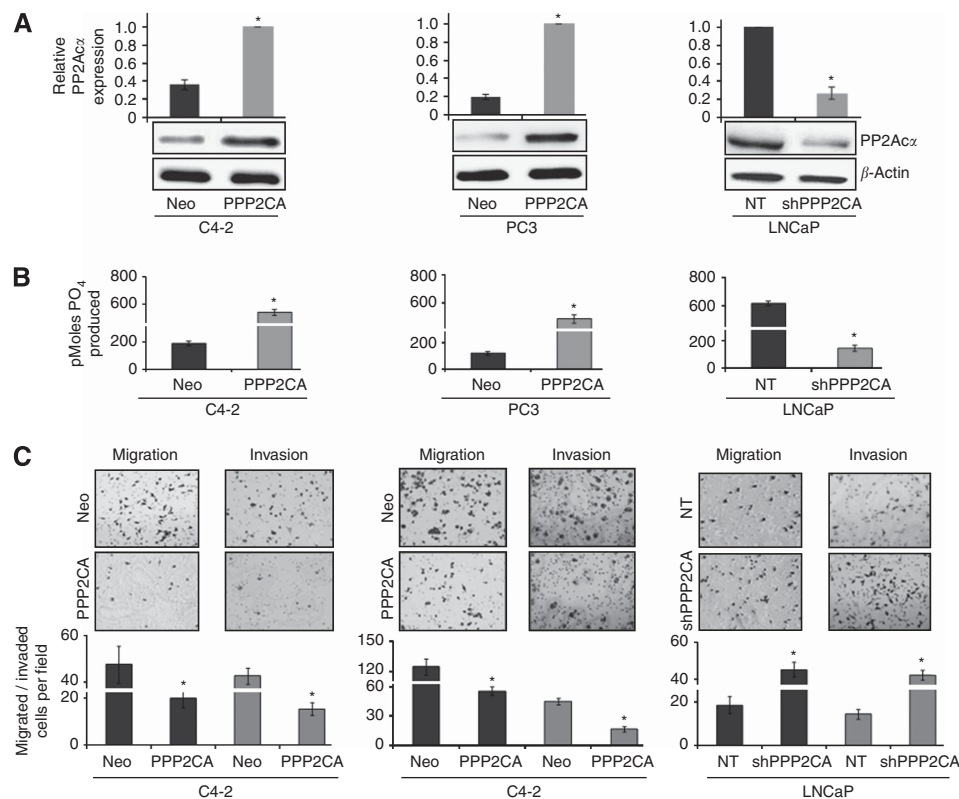 A
Relative
PP2Acα
expression
1.0
0.8
0.6
0.4
0.2
0
*
1.0
0.8
0.6
0.4
0.2
0
*
1.0
0.8
0.6
0.4
0.2
0
*
PP2Acα
β-Actin
Neo PPP2CA
C4-2
Neo PPP2CA
PC3
NT shPPP2CA
LNCaP
B
pMoles PO4
produced
800
600
200
0
*
800
600
200
0
*
800
600
200
0
*
Neo PPP2CA
C4-2
Neo PPP2CA
PC3
NT shPPP2CA
LNCaP
C
Migration Invasion
Migration Invasion
Migration Invasion
Neo
PPP2CA
Neo
PPP2CA
NT
shPPP2CA
Migrated / invaded
cells per field
60
40
20
0
* *
150
120
60
30
0
* *
60
40
20
0
* *
Neo PPP2CA Neo PPP2CA
C4-2
Neo PPP2CA Neo PPP2CA
C4-2
NT shPPP2CA NT shPPP2CA
LNCaP